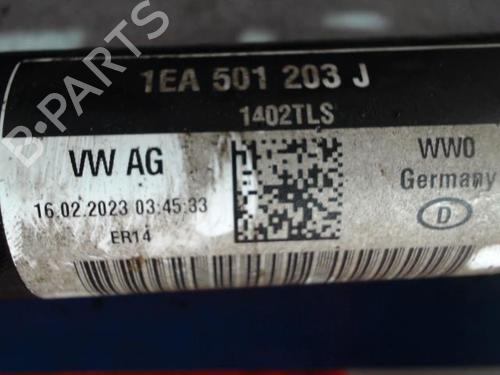 B-PARTS
1EA 501 203 J
1402TLS
VW AG
WW0
Germany
16.02.2023 03:45:33
D
ER14